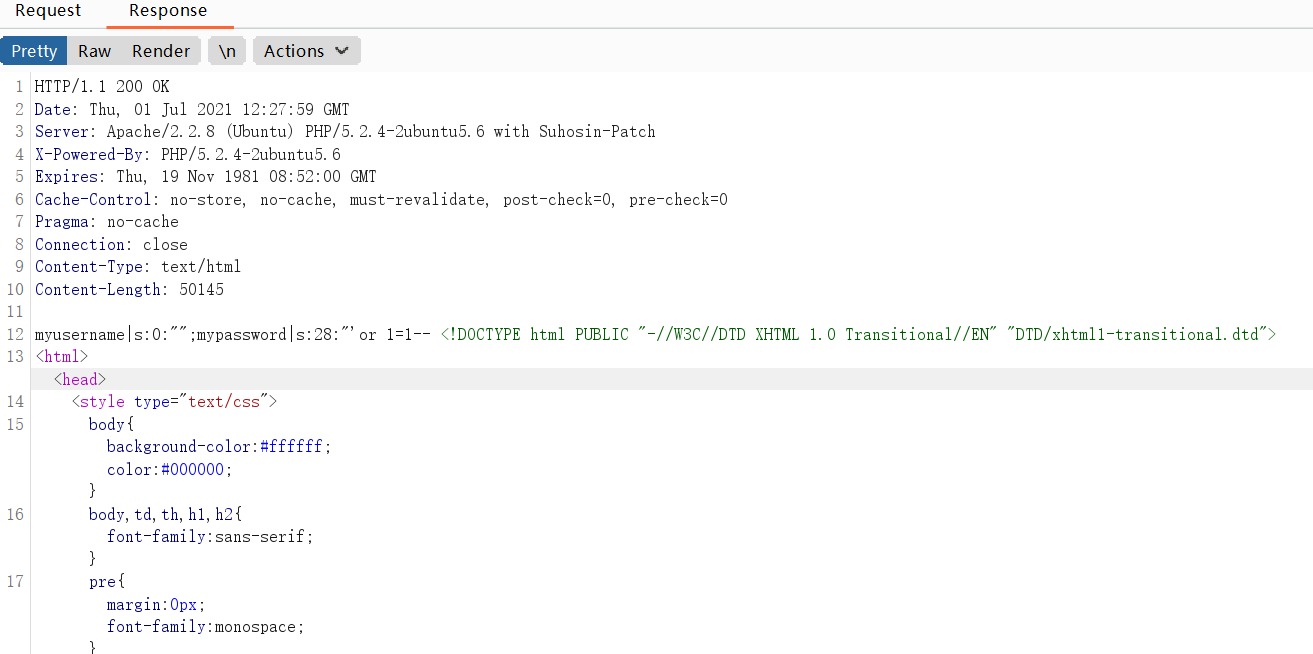 Request Response
Pretty Raw Render \n Actions
1 HTTP/1.1 200 OK
2 Date: Thu, 01 Jul 2021 12:27:59 GMT
3 Server: Apache/2.2.8 (Ubuntu) PHP/5.2.4-2ubuntu5.6 with Suhosin-Patch
4 X-Powered-By: PHP/5.2.4-2ubuntu5.6
5 Expires: Thu, 19 Nov 1981 08:52:00 GMT
6 Cache-Control: no-store, no-cache, must-revalidate, post-check=0, pre-check=0
7 Pragma: no-cache
8 Connection: close
9 Content-Type: text/html
10 Content-Length: 50145
11
12 myusername|s:0:"";mypassword|s:28:"'or 1=1-- <!DOCTYPE html PUBLIC "-//W3C//DTD XHTML 1.0 Transitional//EN" "DTD/xhtml1-transitional.dtd">
13 <html>
<head>
14 <style type="text/css">
15 body{
background-color:#ffffff;
color:#000000;
}
16 body,td,th,h1,h2{
font-family:sans-serif;
}
17 pre{
margin:0px;
font-family:monospace;
}